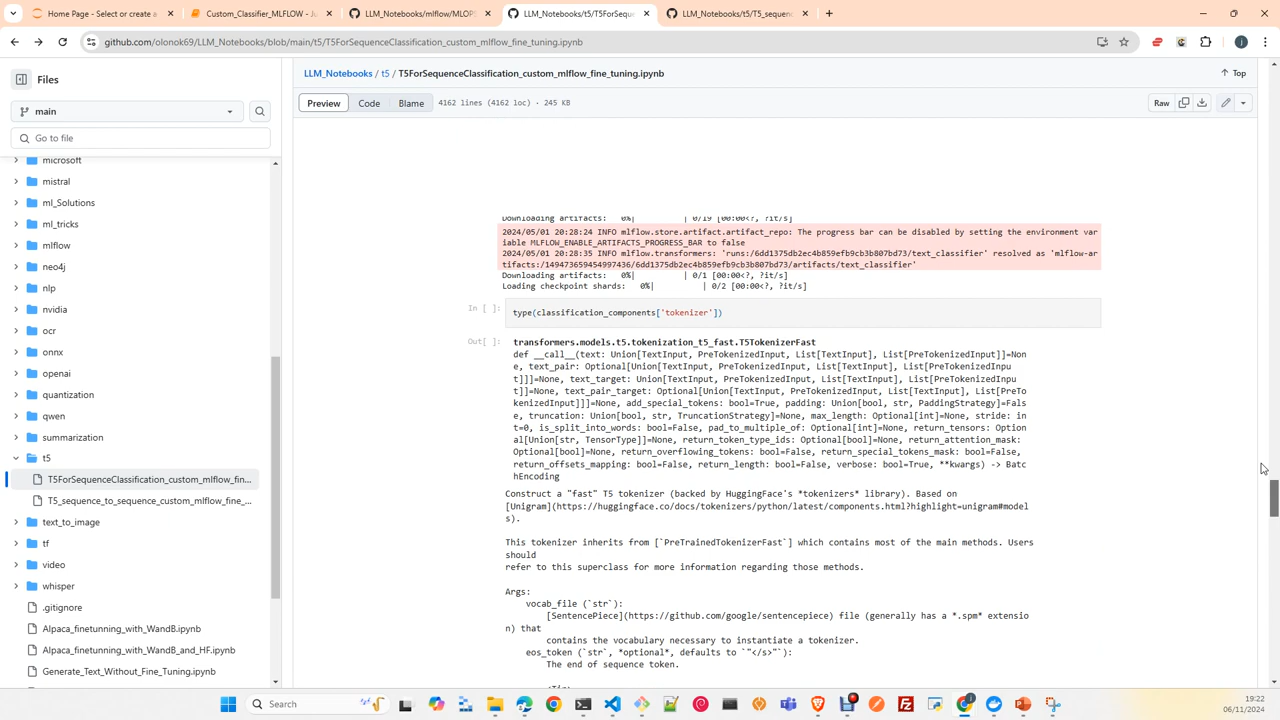 Home Page - Select or create a
Custom_Classifier_MLFLOW - Ju
LLM_Notebooks/mlflow/MLOPS
LLM_Notebooks/t5/T5ForSequenc
LLM_Notebooks/t5/T5_sequence
github.com/olonok69/LLM_Notebooks/blob/main/t5/T5ForSequenceClassification_custom_mlflow_fine_tuning.ipynb
Files
LLM_Notebooks / t5 / T5ForSequenceClassification_custom_mlflow_fine_tuning.ipynb
Top
main
Preview
Code
Blame
4162 lines (4162 loc) · 245 KB
Raw
Go to file
microsoft
mistral
ml_Solutions
ml_tricks
mlflow
neo4j
nlp
nvidia
ocr
onnx
openai
quantization
qwen
summarization
t5
T5ForSequenceClassification_custom_mlflow_fin...
T5_sequence_to_sequence_custom_mlflow_fine_...
text_to_image
tf
video
whisper
.gitignore
Alpaca_finetunning_with_WandB.ipynb
Alpaca_finetunning_with_WandB_and_HF.ipynb
Generate_Text_Without_Fine_Tuning.ipynb
Downloading artifacts:   0%|          | 0/19 [00:00<?, ?it/s]
2024/05/01 20:28:24 INFO mlflow.store.artifact.artifact_repo: The progress bar can be disabled by setting the environment var
iable MLFLOW_ENABLE_ARTIFACTS_PROGRESS_BAR to false
2024/05/01 20:28:35 INFO mlflow.transformers: 'runs:/6dd1375db2ec4b859efb9cb3b807bd73/text_classifier' resolved as 'mlflow-ar
tifacts:/149473659454997436/6dd1375db2ec4b859efb9cb3b807bd73/artifacts/text_classifier'
Downloading artifacts:   0%|          | 0/1 [00:00<?, ?it/s]
Loading checkpoint shards:   0%|          | 0/2 [00:00<?, ?it/s]
In [ ]:
type(classification_components['tokenizer'])
Out[ ]:
transformers.models.t5.tokenization_t5_fast.T5TokenizerFast
def __call__(text: Union[TextInput, PreTokenizedInput, List[TextInput], List[PreTokenizedInput]]=Non
e, text_pair: Optional[Union[TextInput, PreTokenizedInput, List[TextInput], List[PreTokenizedInpu
t]]]=None, text_target: Union[TextInput, PreTokenizedInput, List[TextInput], List[PreTokenizedInpu
t]]=None, text_pair_target: Optional[Union[TextInput, PreTokenizedInput, List[TextInput], List[PreTo
kenizedInput]]]=None, add_special_tokens: bool=True, padding: Union[bool, str, PaddingStrategy]=Fals
e, truncation: Union[bool, str, TruncationStrategy]=None, max_length: Optional[int]=None, stride: in
t=0, is_split_into_words: bool=False, pad_to_multiple_of: Optional[int]=None, return_tensors: Option
al[Union[str, TensorType]]=None, return_token_type_ids: Optional[bool]=None, return_attention_mask:
Optional[bool]=None, return_overflowing_tokens: bool=False, return_special_tokens_mask: bool=False,
return_offsets_mapping: bool=False, return_length: bool=False, verbose: bool=True, **kwargs) -> Batc
hEncoding
Construct a "fast" T5 tokenizer (backed by HuggingFace's *tokenizers* library). Based on
[Unigram](https://huggingface.co/docs/tokenizers/python/latest/components.html?highlight=unigram#model
s).
This tokenizer inherits from [`PreTrainedTokenizerFast`] which contains most of the main methods. Users
should
refer to this superclass for more information regarding those methods.
Args:
vocab_file (`str`):
[SentencePiece](https://github.com/google/sentencepiece) file (generally has a *.spm* extensio
n) that
contains the vocabulary necessary to instantiate a tokenizer.
eos_token (`str`, *optional*, defaults to `"</s>"`):
The end of sequence token.
<Tip>
Search
19:22
06/11/2024